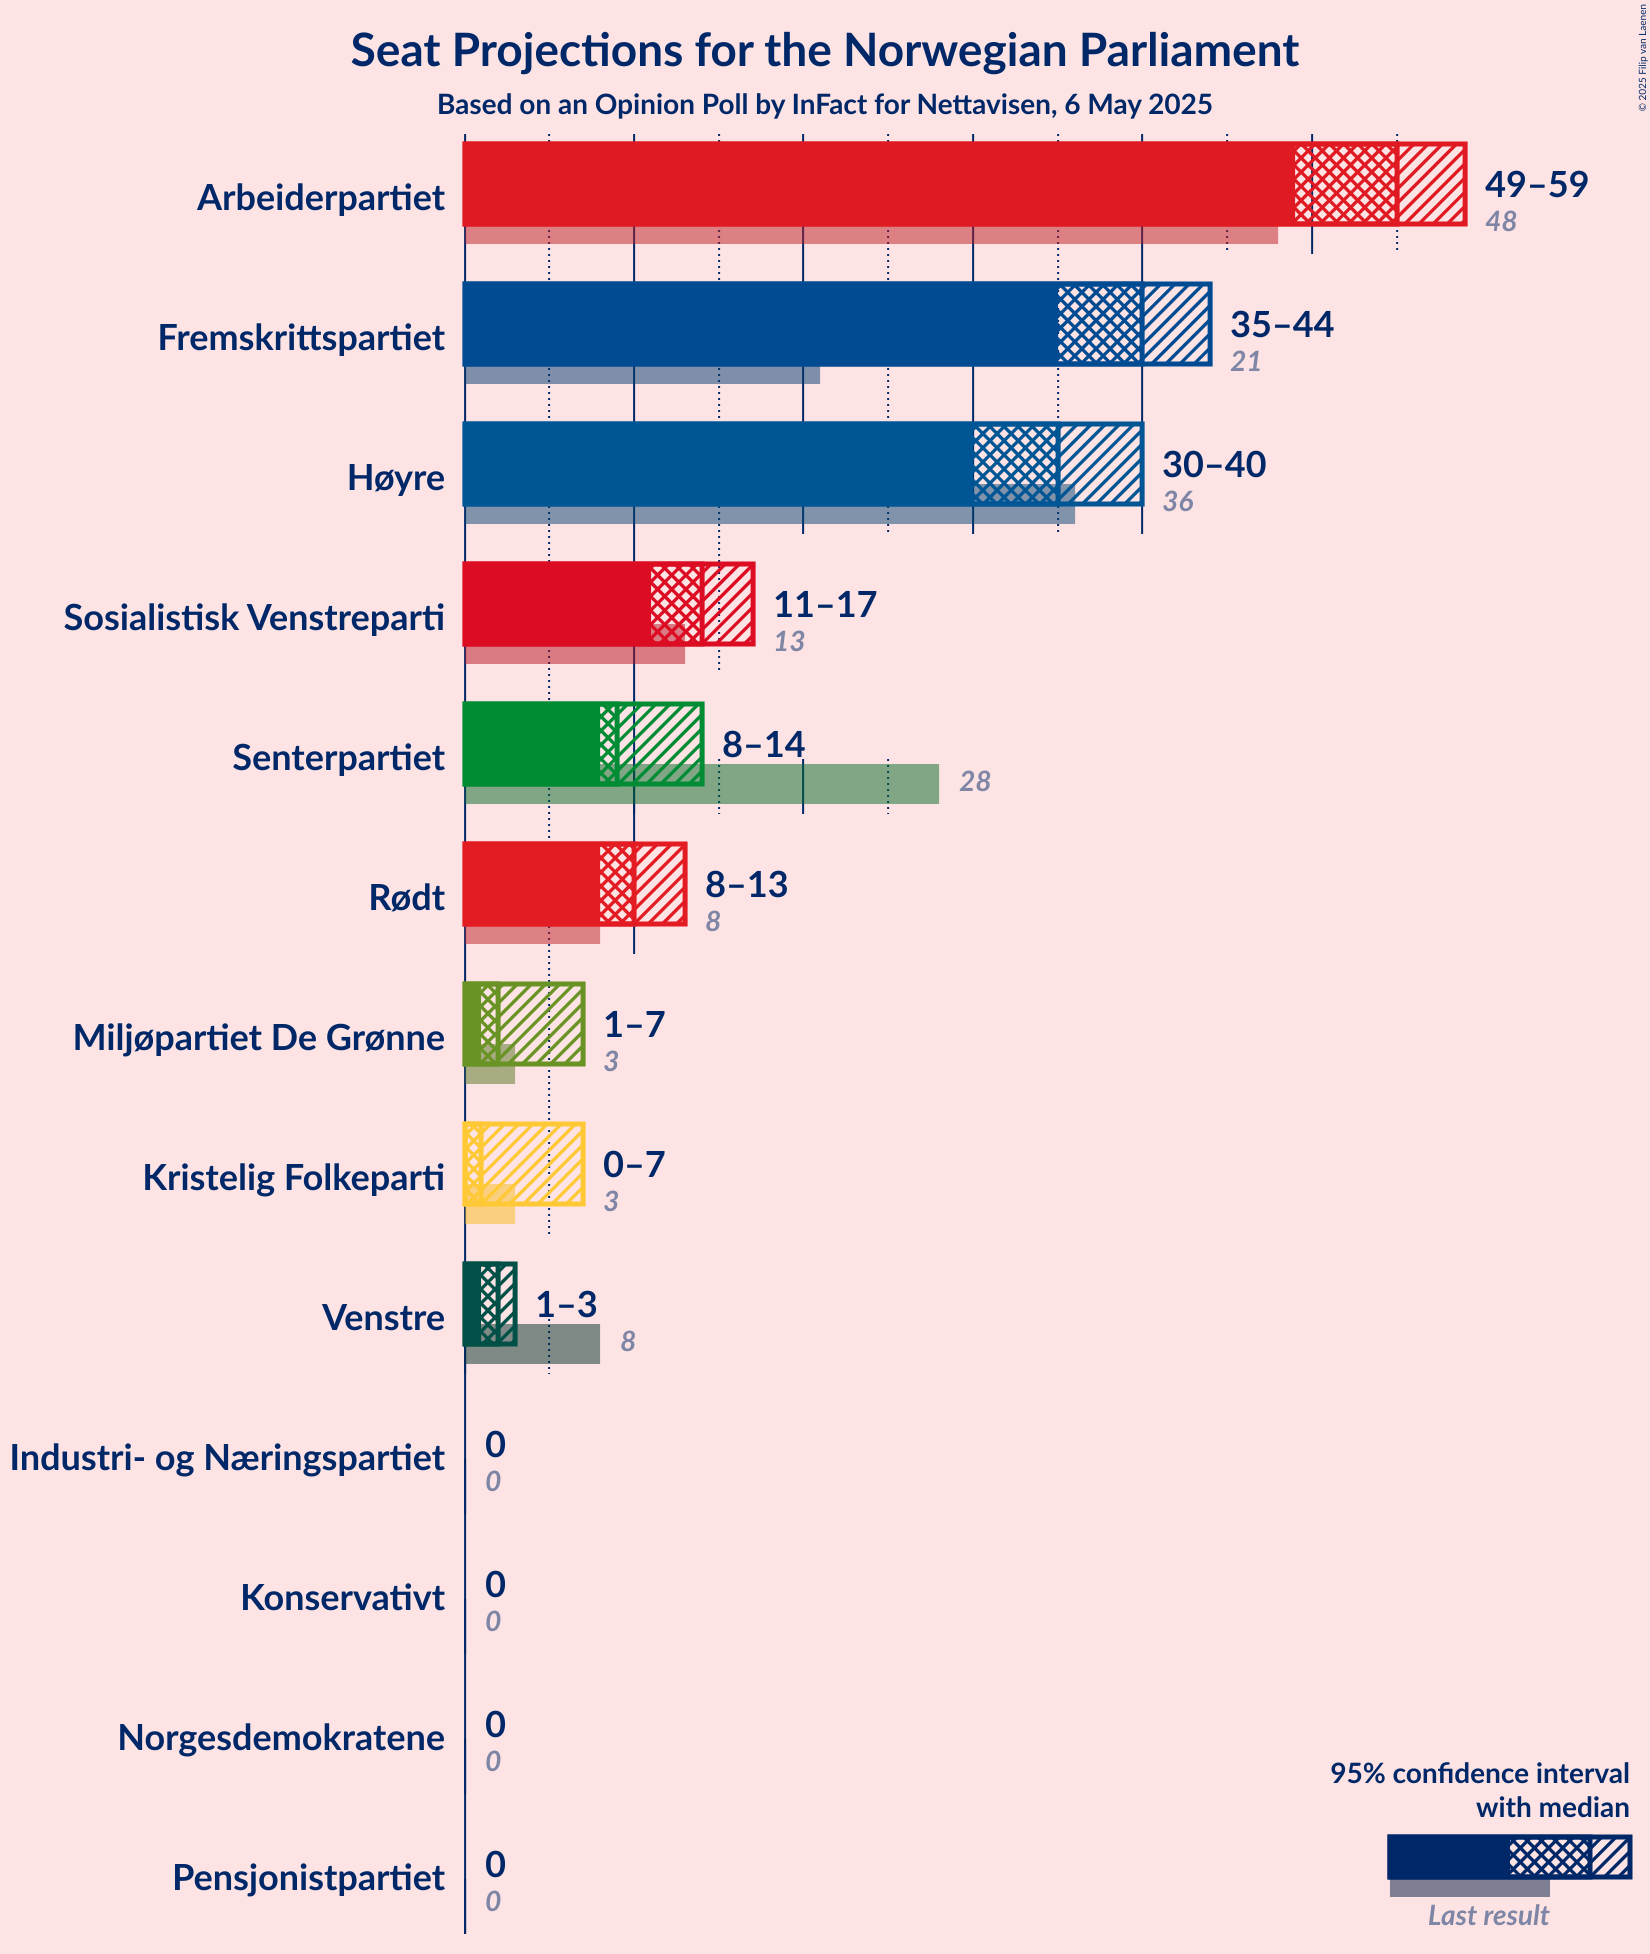 Seat Projections for the Norwegian Parliament
Based on an Opinion Poll by InFact for Nettavisen, 6 May 2025
© 2025 Filip van Laenen
Arbeiderpartiet
49–59
48
Fremskrittspartiet
35–44
21
Høyre
30–40
36
Sosialistisk Venstreparti
11–17
13
Senterpartiet
8–14
28
Rødt
8–13
8
Miljøpartiet De Grønne
1–7
3
Kristelig Folkeparti
0–7
3
Venstre
1–3
8
Industri- og Næringspartiet
0
0
Konservativt
0
0
Norgesdemokratene
0
0
Pensjonistpartiet
0
0
95% confidence interval
with median
Last result